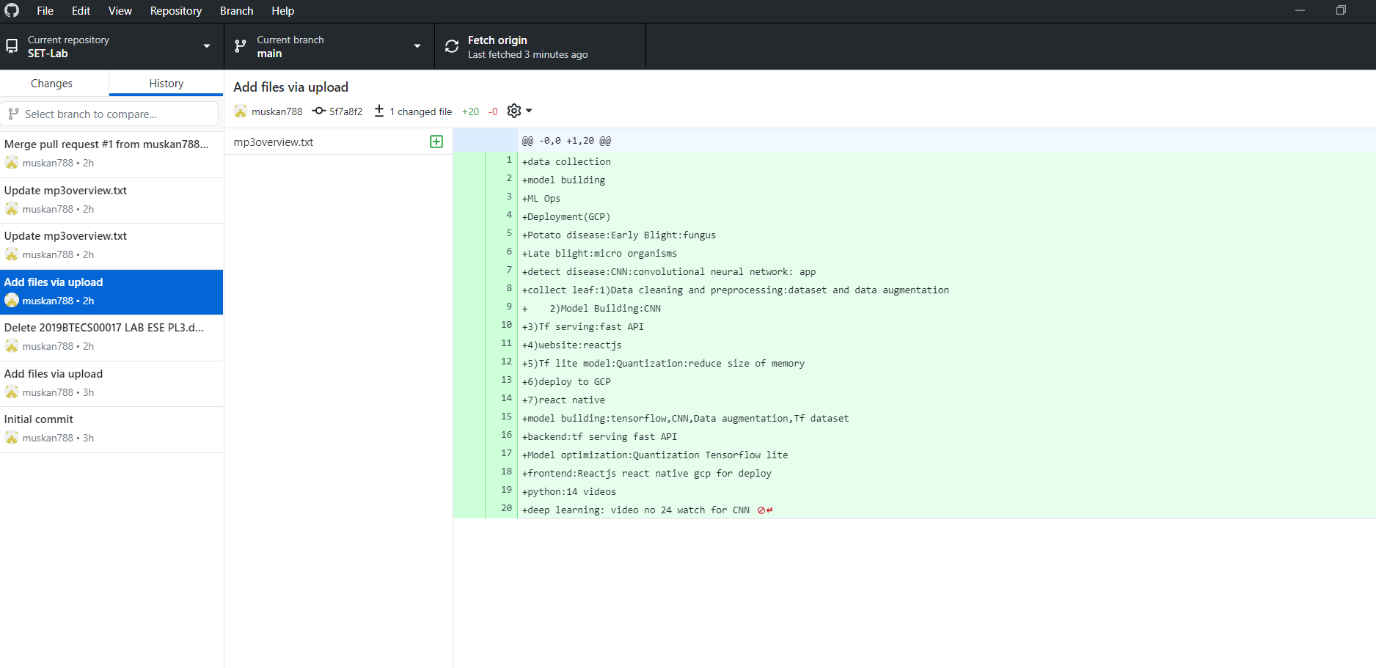 File Edit View Repository Branch Help
Current repository
SET-Lab
Current branch
main
Fetch origin
Last fetched 3 minutes ago
Changes History
Select branch to compare...
Merge pull request #1 from muskan788...
muskan788 • 2h
Update mp3overview.txt
muskan788 • 2h
Update mp3overview.txt
muskan788 • 2h
Add files via upload
muskan788 • 2h
Delete 2019BTECS00017 LAB ESE PL3.d...
muskan788 • 2h
Add files via upload
muskan788 • 3h
Initial commit
muskan788 • 3h
Add files via upload
muskan788 5f7a8f2 1 changed file +20 -0
mp3overview.txt
@@ -0,0 +1,20 @@
1 +data collection
2 +model building
3 +ML Ops
4 +Deployment(GCP)
5 +Potato disease:Early Blight:fungus
6 +Late blight:micro organisms
7 +detect disease:CNN:convolutional neural network: app
8 +collect leaf:1)Data cleaning and preprocessing:dataset and data augmentation
9 +    2)Model Building:CNN
10 +3)Tf serving:fast API
11 +4)website:reactjs
12 +5)Tf lite model:Quantization:reduce size of memory
13 +6)deploy to GCP
14 +7)react native
15 +model building:tensorflow,CNN,Data augmentation,Tf dataset
16 +backend:tf serving fast API
17 +Model optimization:Quantization Tensorflow lite
18 +frontend:Reactjs react native gcp for deploy
19 +python:14 videos
20 +deep learning: video no 24 watch for CNN